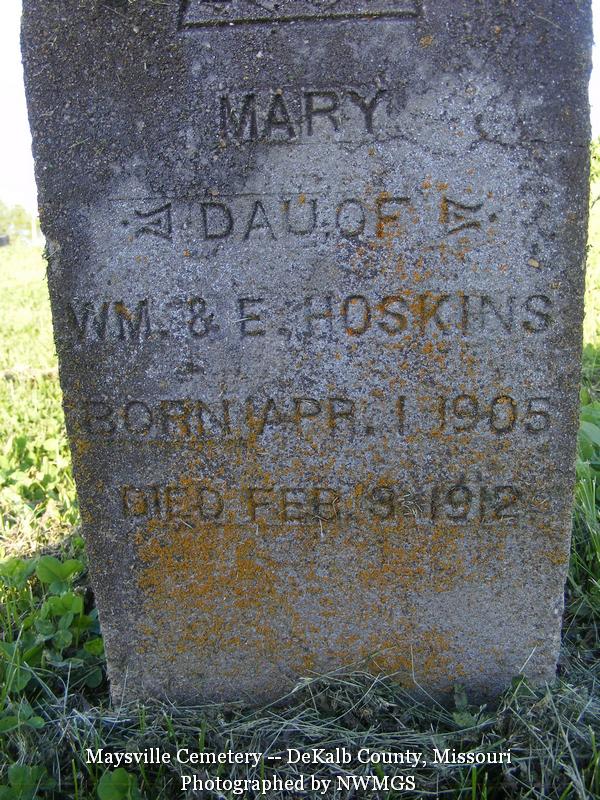 MARY
DAU. OF
WM. & E. HOSKINS
BORN APR. 1 1905
DIED FEB. 9 1912
Maysville Cemetery -- DeKalb County, Missouri
Photographed by NWMGS